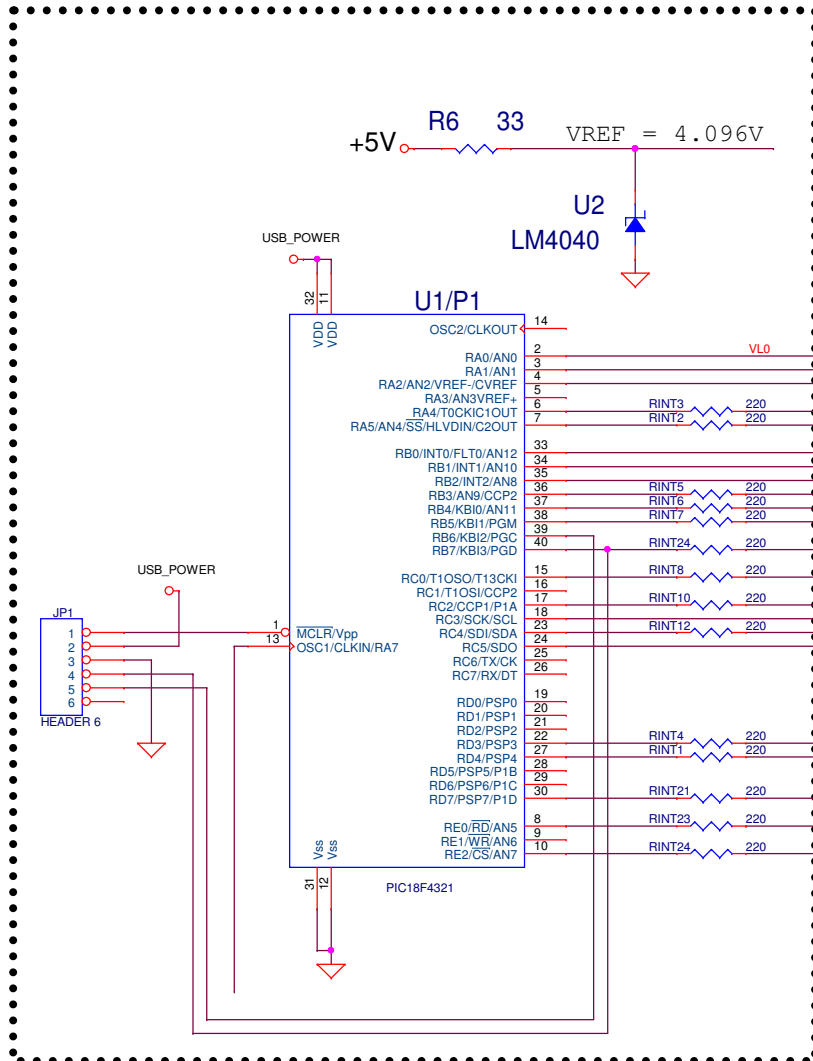 R6 33
+5V
VREF = 4.096V
U2
LM4040
USB_POWER
32
11
VDD
VDD
U1/P1
OSC2/CLKOUT 14
RA0/AN0 2 VL0
RA1/AN1 3
RA2/AN2/VREF-/CVREF 4
RA3/AN3VREF+ 5
RA4/T0CKIC1OUT 6 RINT3 220
RA5/AN4/SS/HLVDIN/C2OUT 7 RINT2 220
RB0/INT0/FLT0/AN12 33
RB1/INT1/AN10 34
RB2/INT2/AN8 35
RB3/AN9/CCP2 36 RINT5 220
RB4/KBI0/AN11 37 RINT6 220
RB5/KBI1/PGM 38 RINT7 220
RB6/KBI2/PGC 39
RB7/KBI3/PGD 40 RINT24 220
RC0/T1OSO/T13CKI 15 RINT8 220
RC1/T1OSI/CCP2 16
RC2/CCP1/P1A 17 RINT10 220
RC3/SCK/SCL 18
RC4/SDI/SDA 23 RINT12 220
RC5/SDO 24
RC6/TX/CK 25
RC7/RX/DT 26
USB_POWER
JP1
1
2
3
4
5
6
HEADER 6
1 MCLR/Vpp
13 OSC1/CLKIN/RA7
RD0/PSP0 19
RD1/PSP1 20
RD2/PSP2 21
RD3/PSP3 22 RINT4 220
RD4/PSP4 27 RINT1 220
RD5/PSP5/P1B 28
RD6/PSP6/P1C 29
RD7/PSP7/P1D 30 RINT21 220
RE0/RD/AN5 8 RINT23 220
RE1/WR/AN6 9
RE2/CS/AN7 10 RINT24 220
Vss
Vss
31
12
PIC18F4321